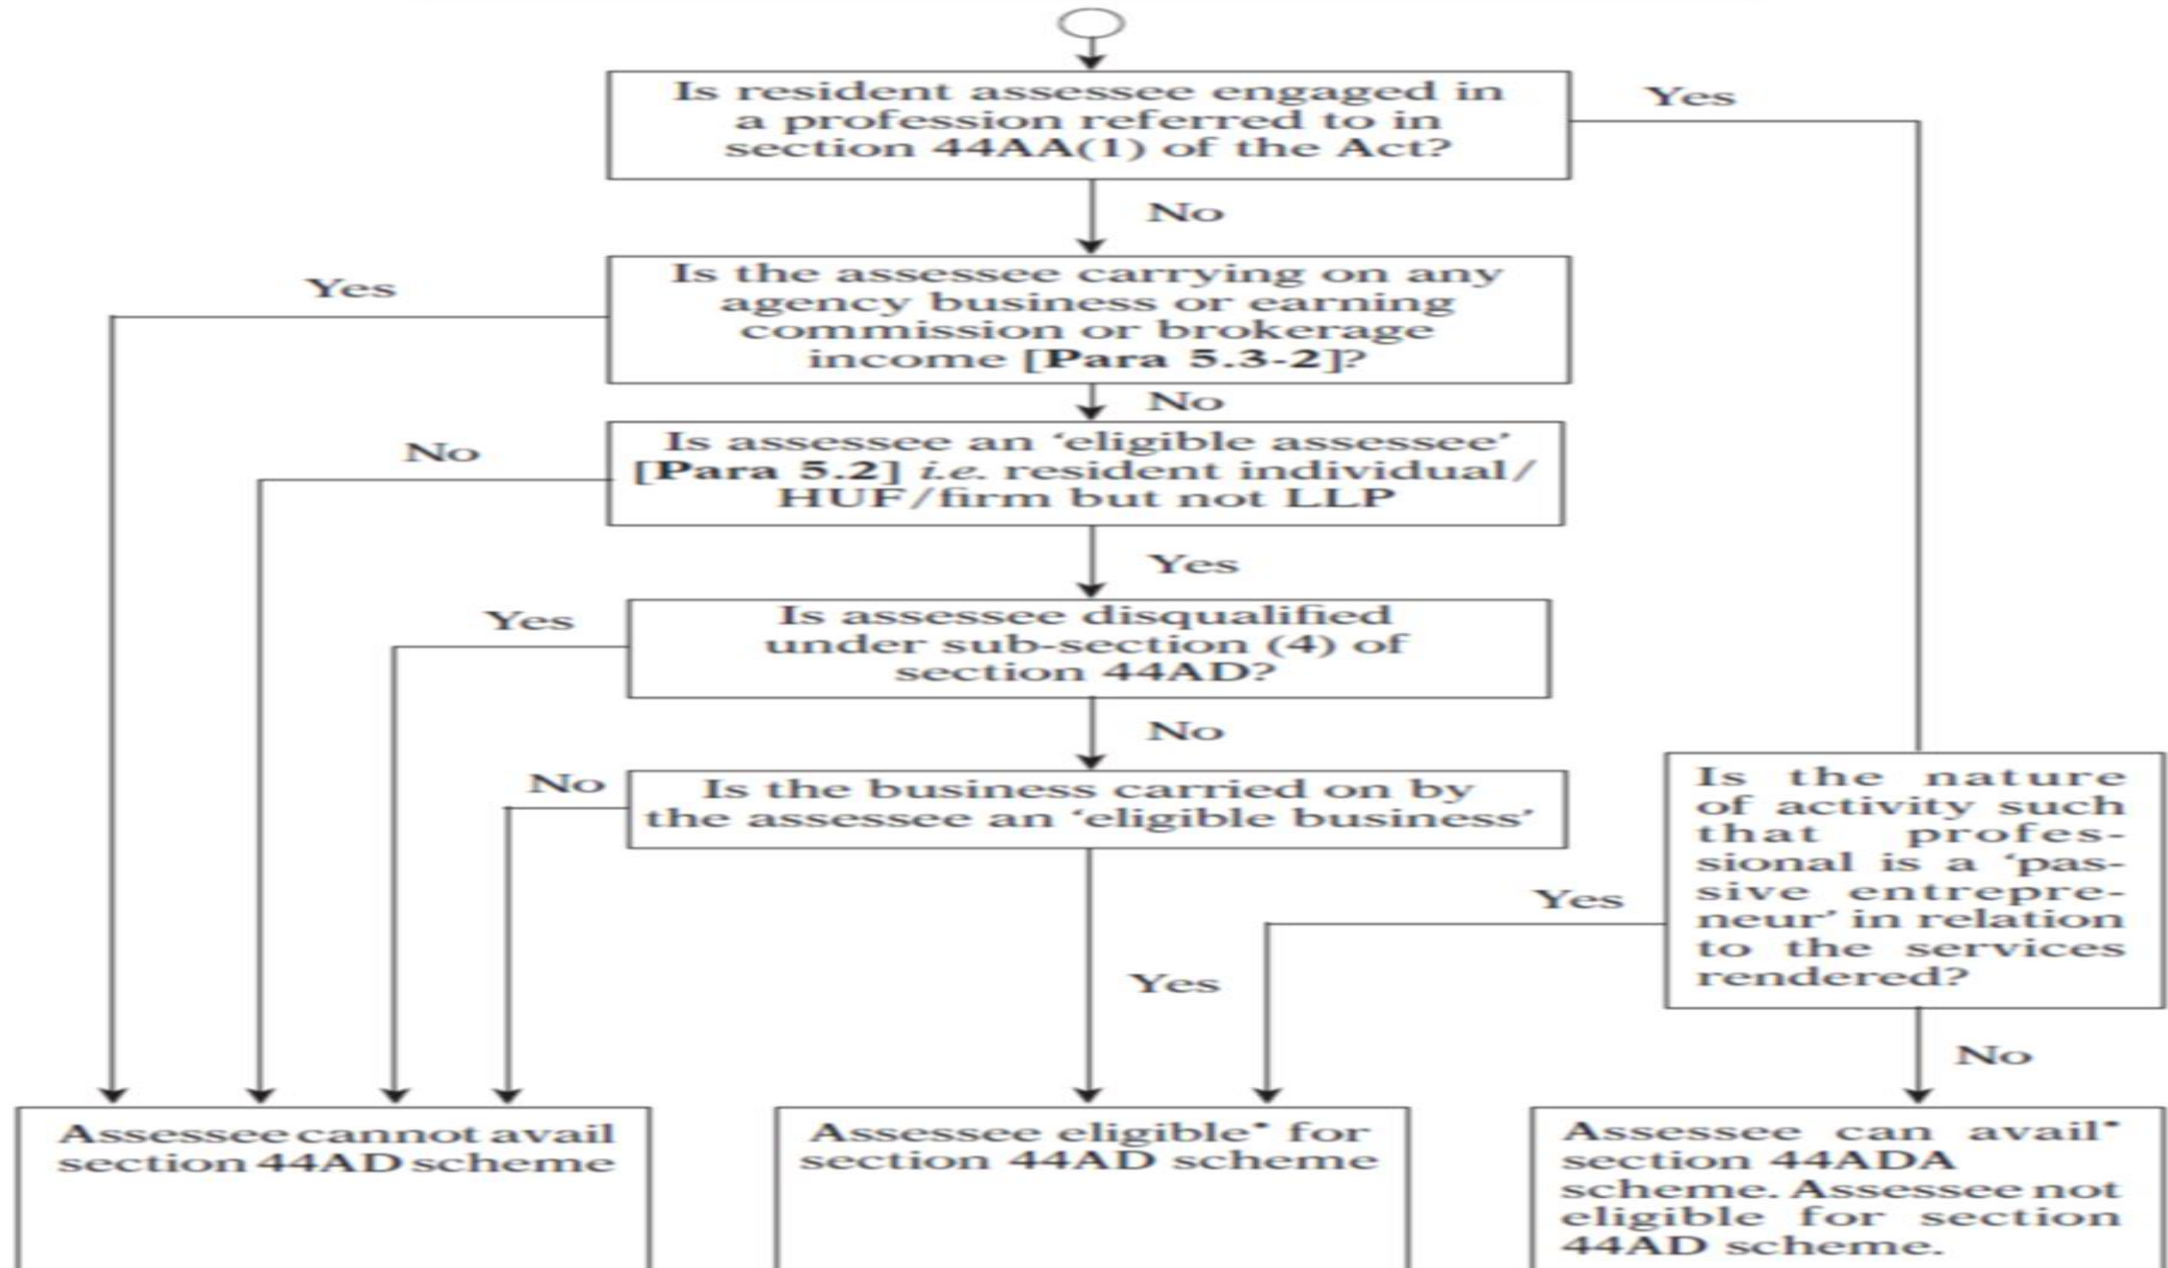 Is resident assessee engaged in
a profession referred to in
section 44AA(1) of the Act?
Yes
No
Is the assessee carrying on any
agency business or earning
commission or brokerage
income [Para 5.3-2]?
Yes
No
Is assessee an ‘eligible assessee’
[Para 5.2] i.e. resident individual/
HUF/firm but not LLP
No
Yes
Is assessee disqualified
under sub-section (4) of
section 44AD?
Yes
No
Is the business carried on by
the assessee an ‘eligible business’
No
Yes
Is the nature
of activity such
that profes-
sional is a ‘pas-
sive entrepre-
neur’ in relation
to the services
rendered?
Yes
No
Assessee cannot avail
section 44AD scheme
Assessee eligible* for
section 44AD scheme
Assessee can avail*
section 44ADA
scheme. Assessee not
eligible for section
44AD scheme.